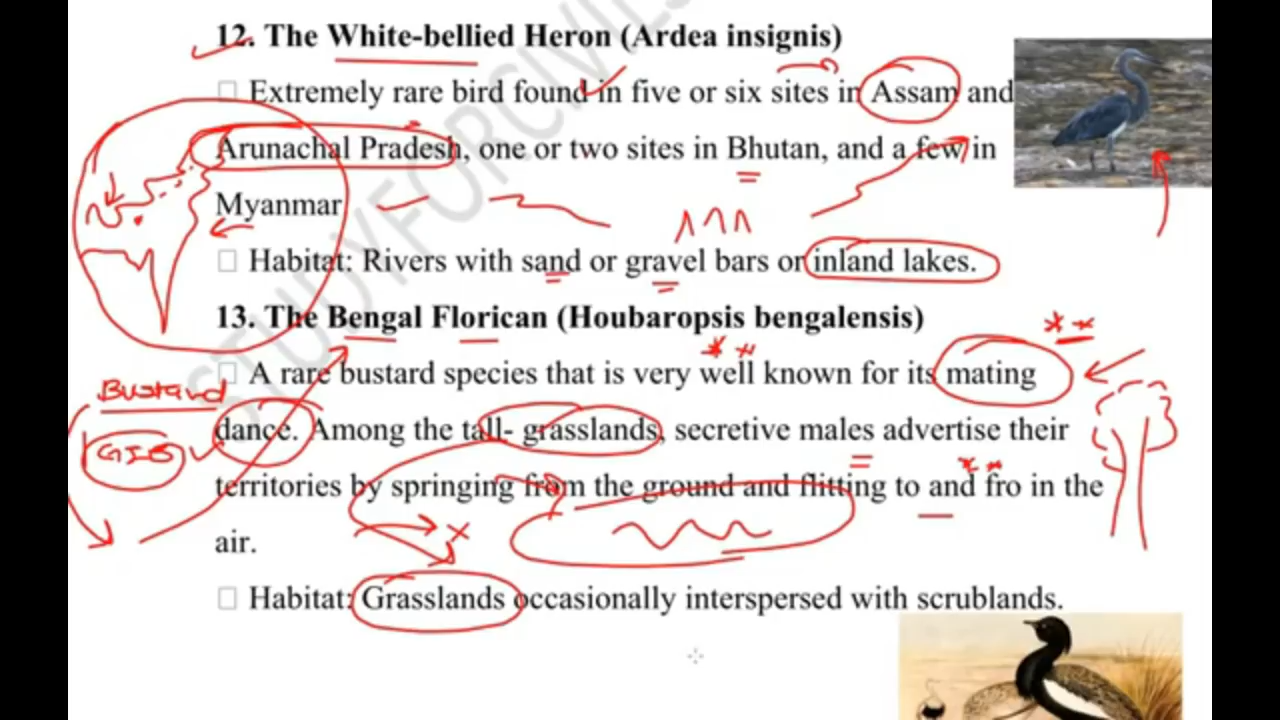 12. The White-bellied Heron (Ardea insignis)
Extremely rare bird found in five or six sites in Assam and
Arunachal Pradesh, one or two sites in Bhutan, and a few in
Myanmar
Habitat: Rivers with sand or gravel bars or inland lakes.
13. The Bengal Florican (Houbaropsis bengalensis)
A rare bustard species that is very well known for its mating
Bustard
dance. Among the tall- grasslands, secretive males advertise their
GIB
territories by springing from the ground and flitting to and fro in the
air.
Habitat: Grasslands occasionally interspersed with scrublands.